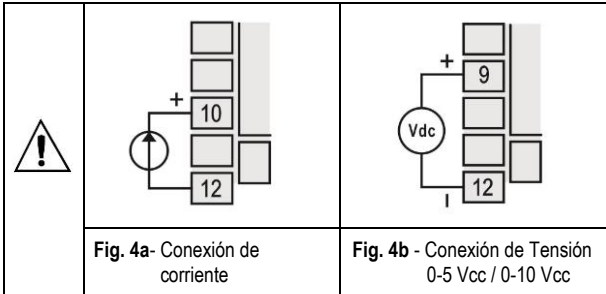 +
10
12
+
9
Vdc
12
-
Fig. 4a- Conexión de
corriente
Fig. 4b - Conexión de Tensión
0-5 Vcc / 0-10 Vcc